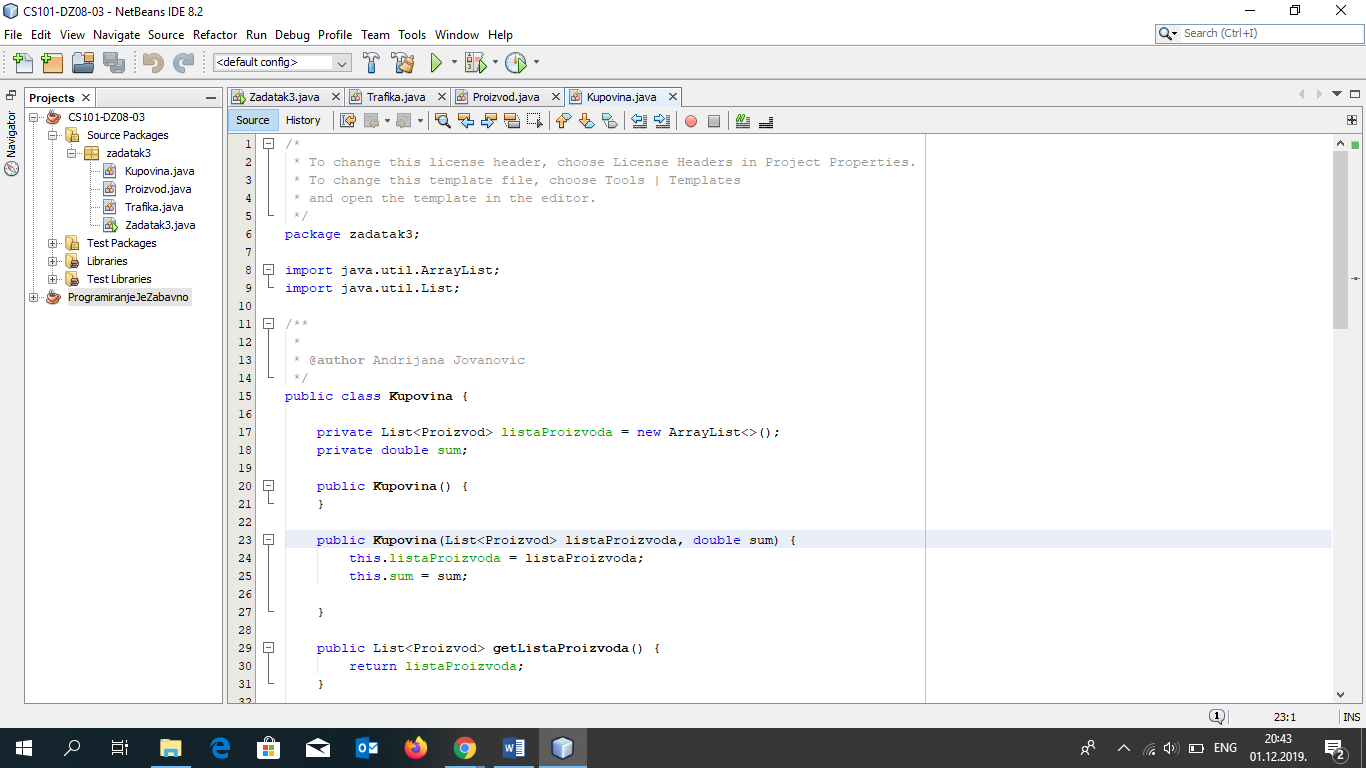 CS101-DZ08-03 - NetBeans IDE 8.2
File Edit View Navigate Source Refactor Run Debug Profile Team Tools Window Help
Search (Ctrl+I)
<default config>
Projects
Navigator
CS101-DZ08-03
Source Packages
zadatak3
Kupovina.java
Proizvod.java
Trafika.java
Zadatak3.java
Test Packages
Libraries
Test Libraries
ProgramiranjeJeZabavno
Zadatak3.java Trafika.java Proizvod.java Kupovina.java
Source History
1 /*
2 * To change this license header, choose License Headers in Project Properties.
3 * To change this template file, choose Tools | Templates
4 * and open the template in the editor.
5 */
6 package zadatak3;
7
8 import java.util.ArrayList;
9 import java.util.List;
10
11 /**
12 *
13 * @author Andrijana Jovanovic
14 */
15 public class Kupovina {
16
17 private List<Proizvod> listaProizvoda = new ArrayList<>();
18 private double sum;
19
20 public Kupovina() {
21 }
22
23 public Kupovina(List<Proizvod> listaProizvoda, double sum) {
24 this.listaProizvoda = listaProizvoda;
25 this.sum = sum;
26
27 }
28
29 public List<Proizvod> getListaProizvoda() {
30 return listaProizvoda;
31 }
32
1
23:1 INS
ENG
20:43
01.12.2019.
2